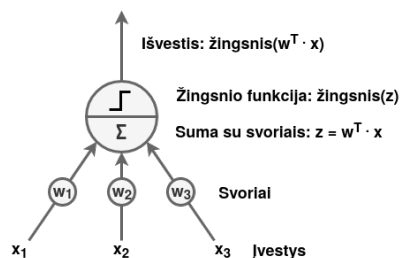 Išvestis: žingsnis(wᵀ · x)
Žingsnio funkcija: žingsnis(z)
Σ
Suma su svoriais: z = wᵀ · x
w₁ w₂ w₃ Svoriai
x₁ x₂ x₃ Įvestys